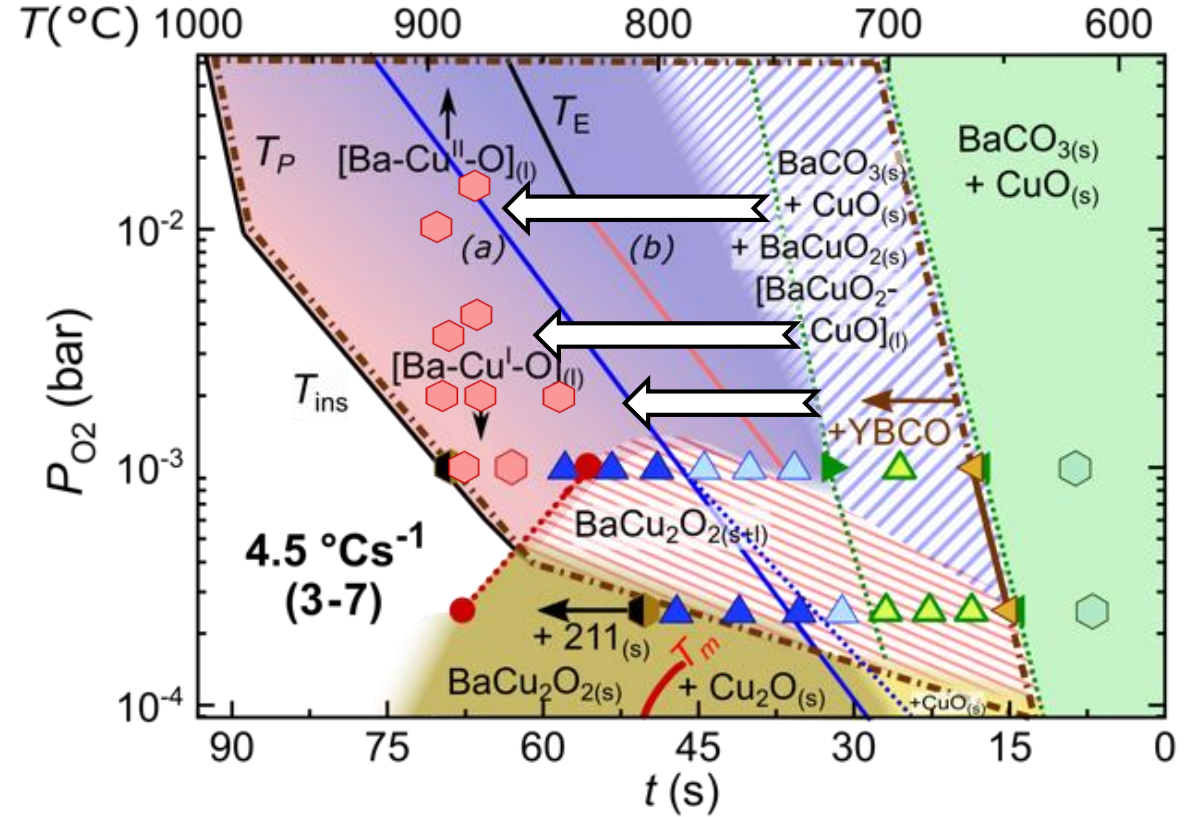 T(°C) 1000 900 800 700 600
T_P
[Ba-Cu^II-O]_(l)
T_E
BaCO_3(s)
+ CuO_(s)
+ BaCuO_2(s)
[BaCuO_2-
CuO]_(l)
BaCO_3(s)
+ CuO_(s)
(a)
(b)
[Ba-Cu^I-O]_(l)
T_ins
+YBCO
BaCu_2O_2(s+l)
4.5 °Cs^-1
(3-7)
+ 211_(s)
T_m
BaCu_2O_2(s) + Cu_2O_(s)
+CuO_(s)
P_O2 (bar)
10^-2
10^-3
10^-4
90 75 60 45 30 15 0
t (s)